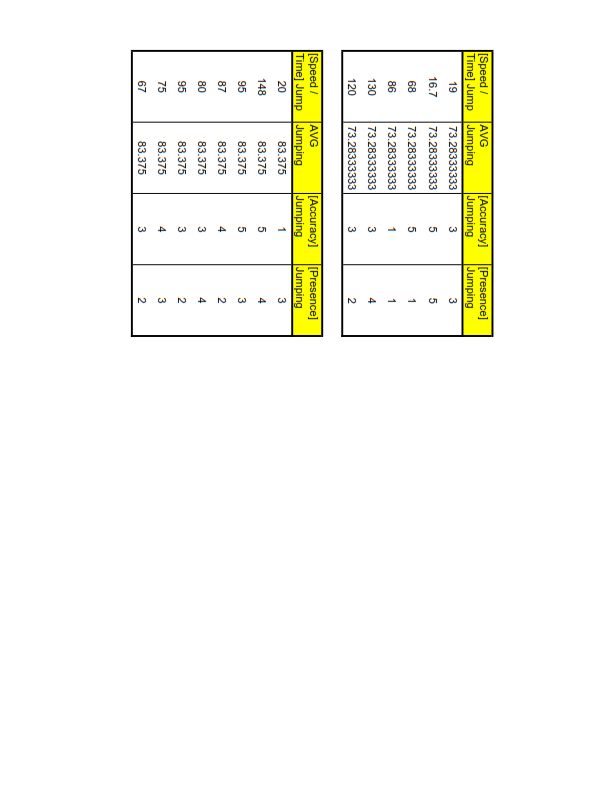 [Speed / Time] Jump AVG Jumping [Accuracy] Jumping [Presence] Jumping
19 73.28333333 3 3
16.7 73.28333333 5 5
68 73.28333333 5 1
86 73.28333333 1 1
130 73.28333333 3 4
120 73.28333333 3 2
[Speed / Time] Jump AVG Jumping [Accuracy] Jumping [Presence] Jumping
20 83.375 1 3
148 83.375 5 4
95 83.375 5 3
87 83.375 4 2
80 83.375 3 4
95 83.375 3 2
75 83.375 4 3
67 83.375 3 2